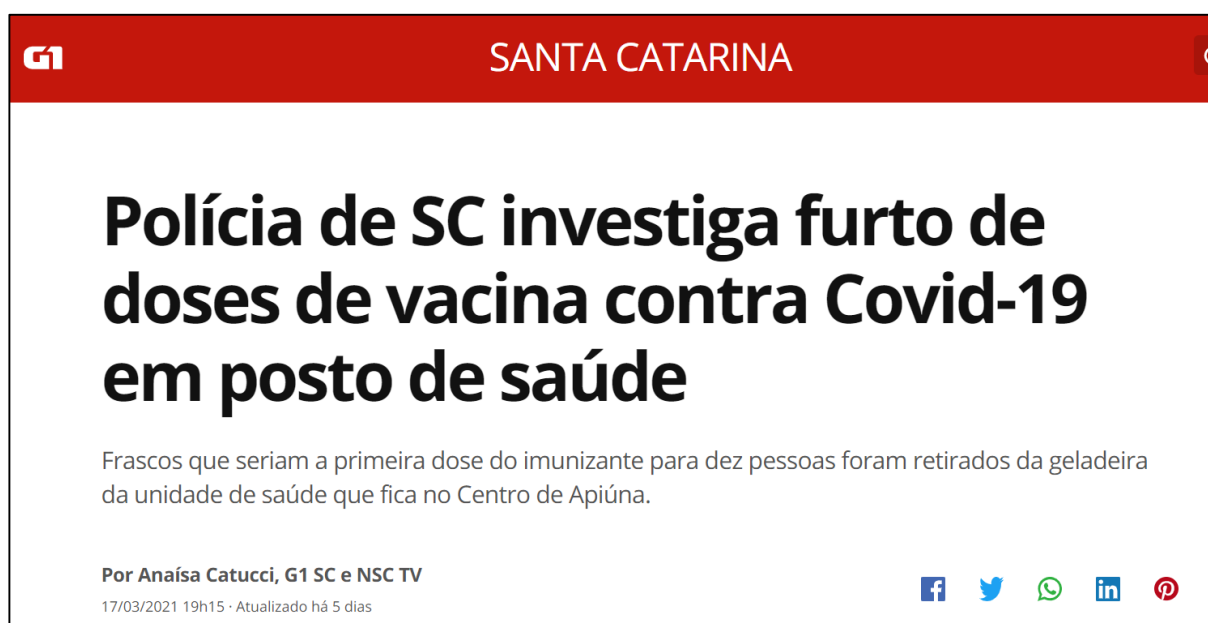 G1
SANTA CATARINA
Polícia de SC investiga furto de
doses de vacina contra Covid-19
em posto de saúde
Frascos que seriam a primeira dose do imunizante para dez pessoas foram retirados da geladeira
da unidade de saúde que fica no Centro de Apiúna.
Por Anaísa Catucci, G1 SC e NSC TV
17/03/2021 19h15 · Atualizado há 5 dias